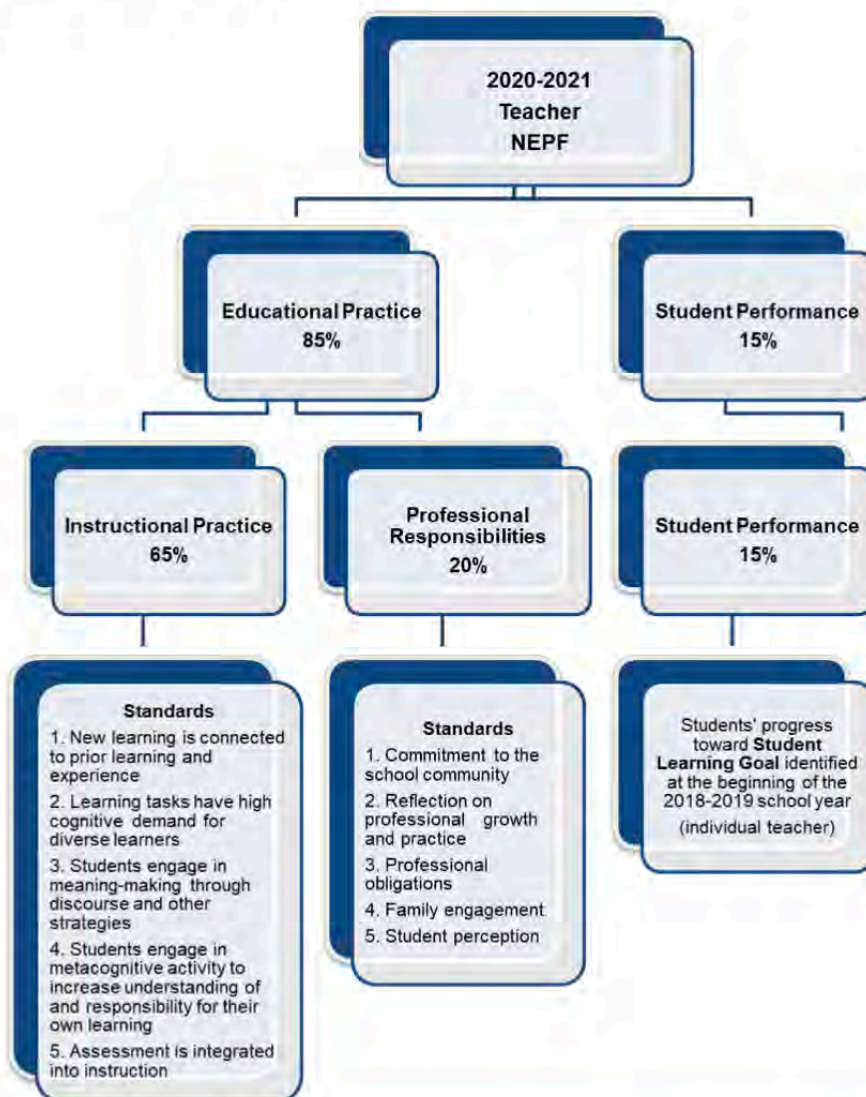 2020-2021
Teacher
NEPF
Educational Practice
85%
Student Performance
15%
Instructional Practice
65%
Professional
Responsibilities
20%
Student Performance
15%
Standards
1. New learning is connected
to prior learning and
experience
2. Learning tasks have high
cognitive demand for
diverse learners
3. Students engage in
meaning-making through
discourse and other
strategies
4. Students engage in
metacognitive activity to
increase understanding of
and responsibility for their
own learning
5. Assessment is integrated
into instruction
Standards
1. Commitment to the
school community
2. Reflection on
professional growth
and practice
3. Professional
obligations
4. Family engagement
5. Student perception
Students' progress
toward Student
Learning Goal identified
at the beginning of the
2018-2019 school year
(individual teacher)